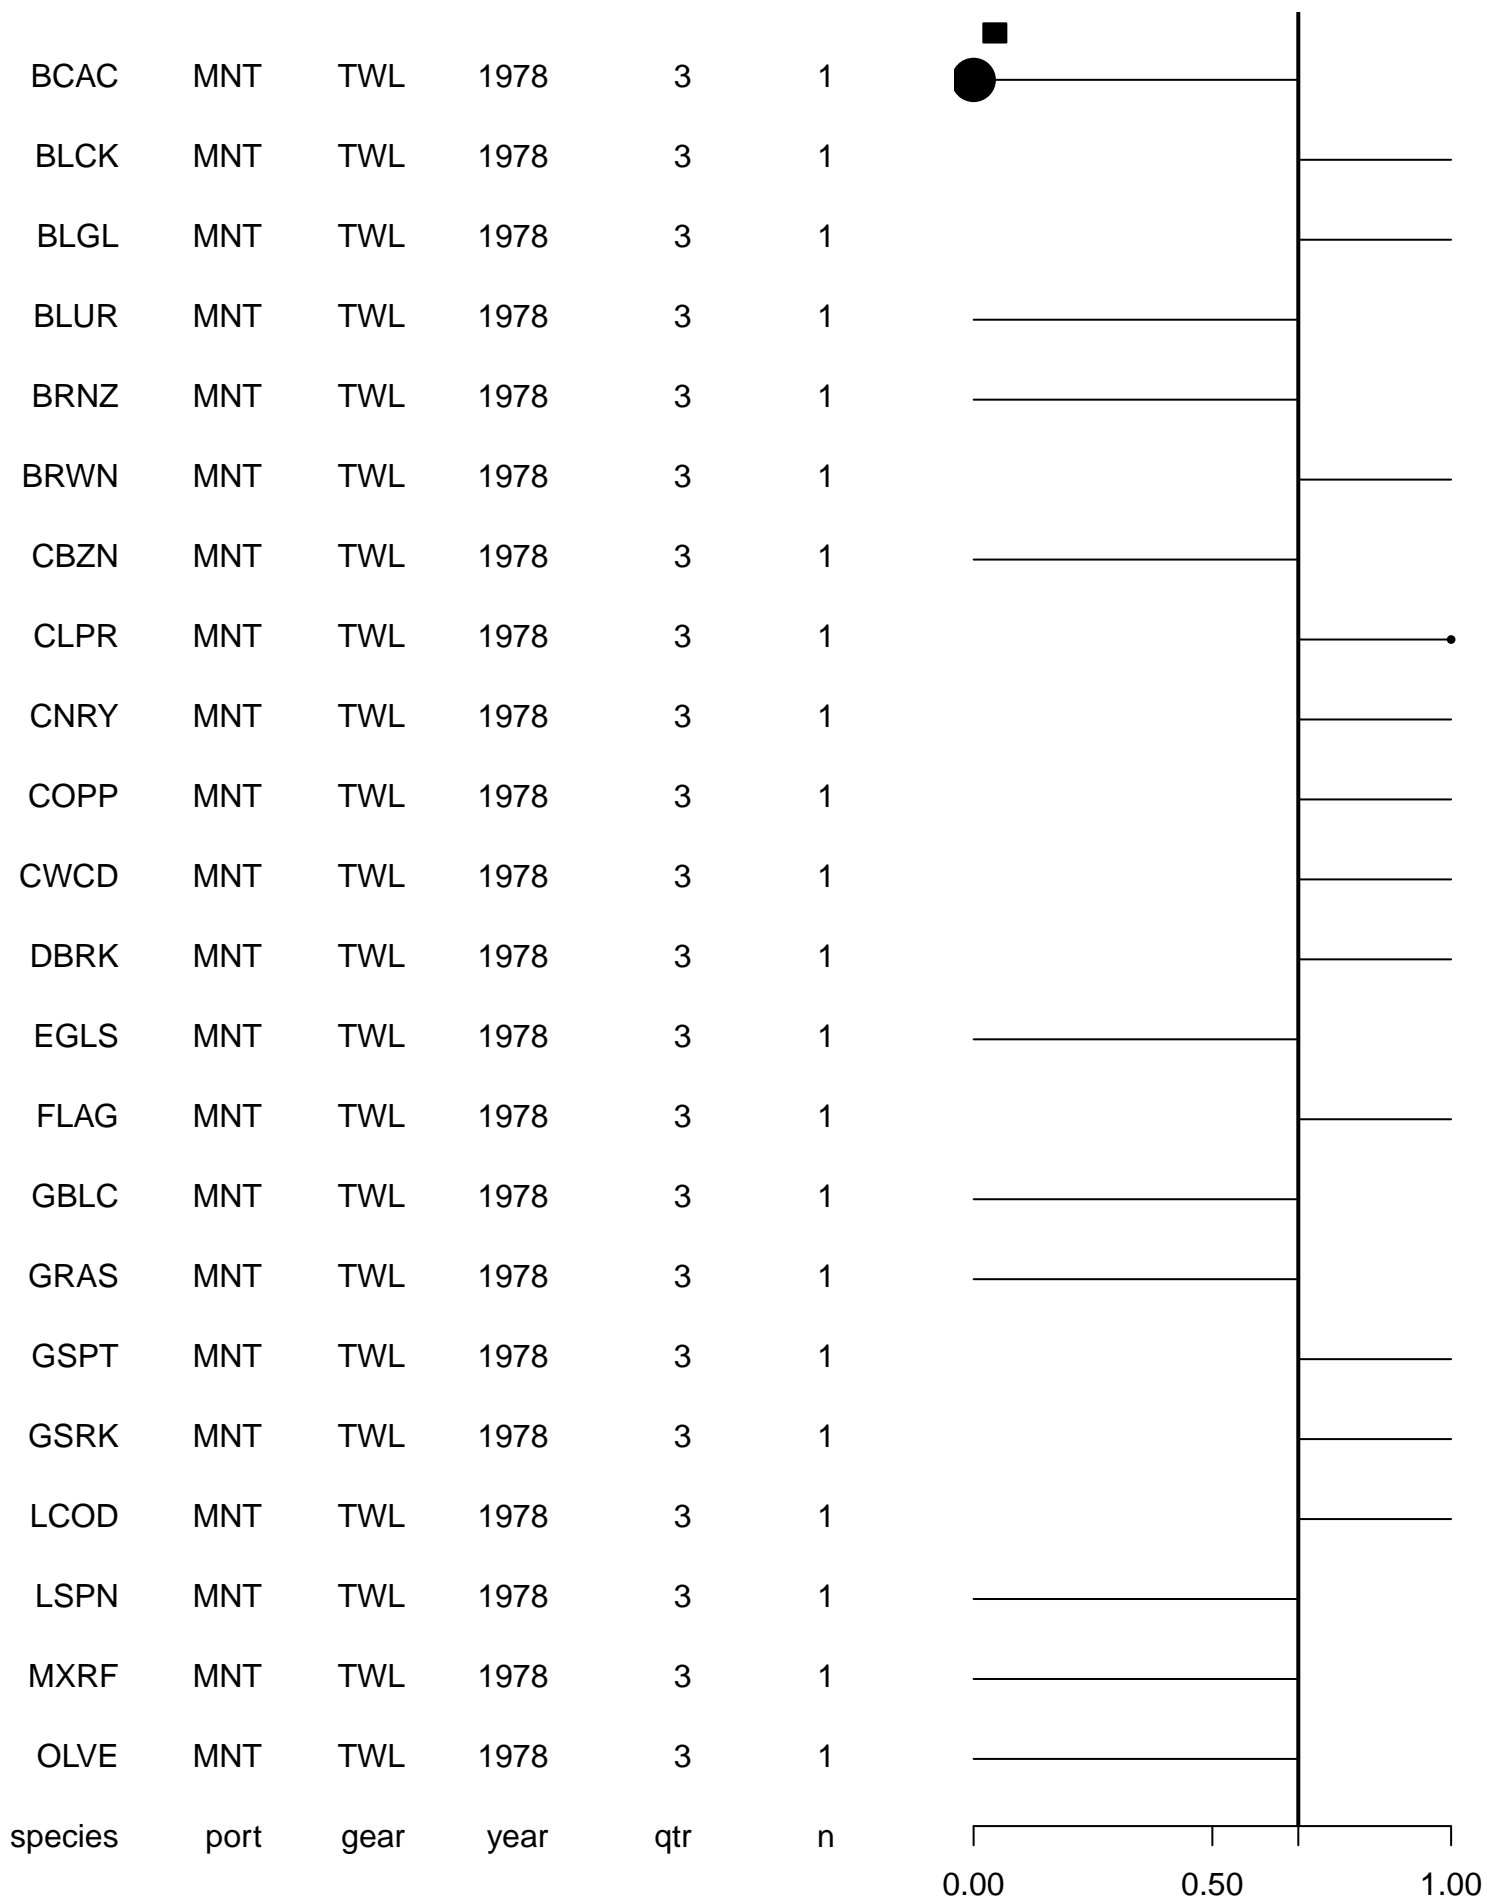 BCAC MNT TWL 1978 3 1
BLCK MNT TWL 1978 3 1
BLGL MNT TWL 1978 3 1
BLUR MNT TWL 1978 3 1
BRNZ MNT TWL 1978 3 1
BRWN MNT TWL 1978 3 1
CBZN MNT TWL 1978 3 1
CLPR MNT TWL 1978 3 1
CNRY MNT TWL 1978 3 1
COPP MNT TWL 1978 3 1
CWCD MNT TWL 1978 3 1
DBRK MNT TWL 1978 3 1
EGLS MNT TWL 1978 3 1
FLAG MNT TWL 1978 3 1
GBLC MNT TWL 1978 3 1
GRAS MNT TWL 1978 3 1
GSPT MNT TWL 1978 3 1
GSRK MNT TWL 1978 3 1
LCOD MNT TWL 1978 3 1
LSPN MNT TWL 1978 3 1
MXRF MNT TWL 1978 3 1
OLVE MNT TWL 1978 3 1
species port gear year qtr n
0.00 0.50 1.00